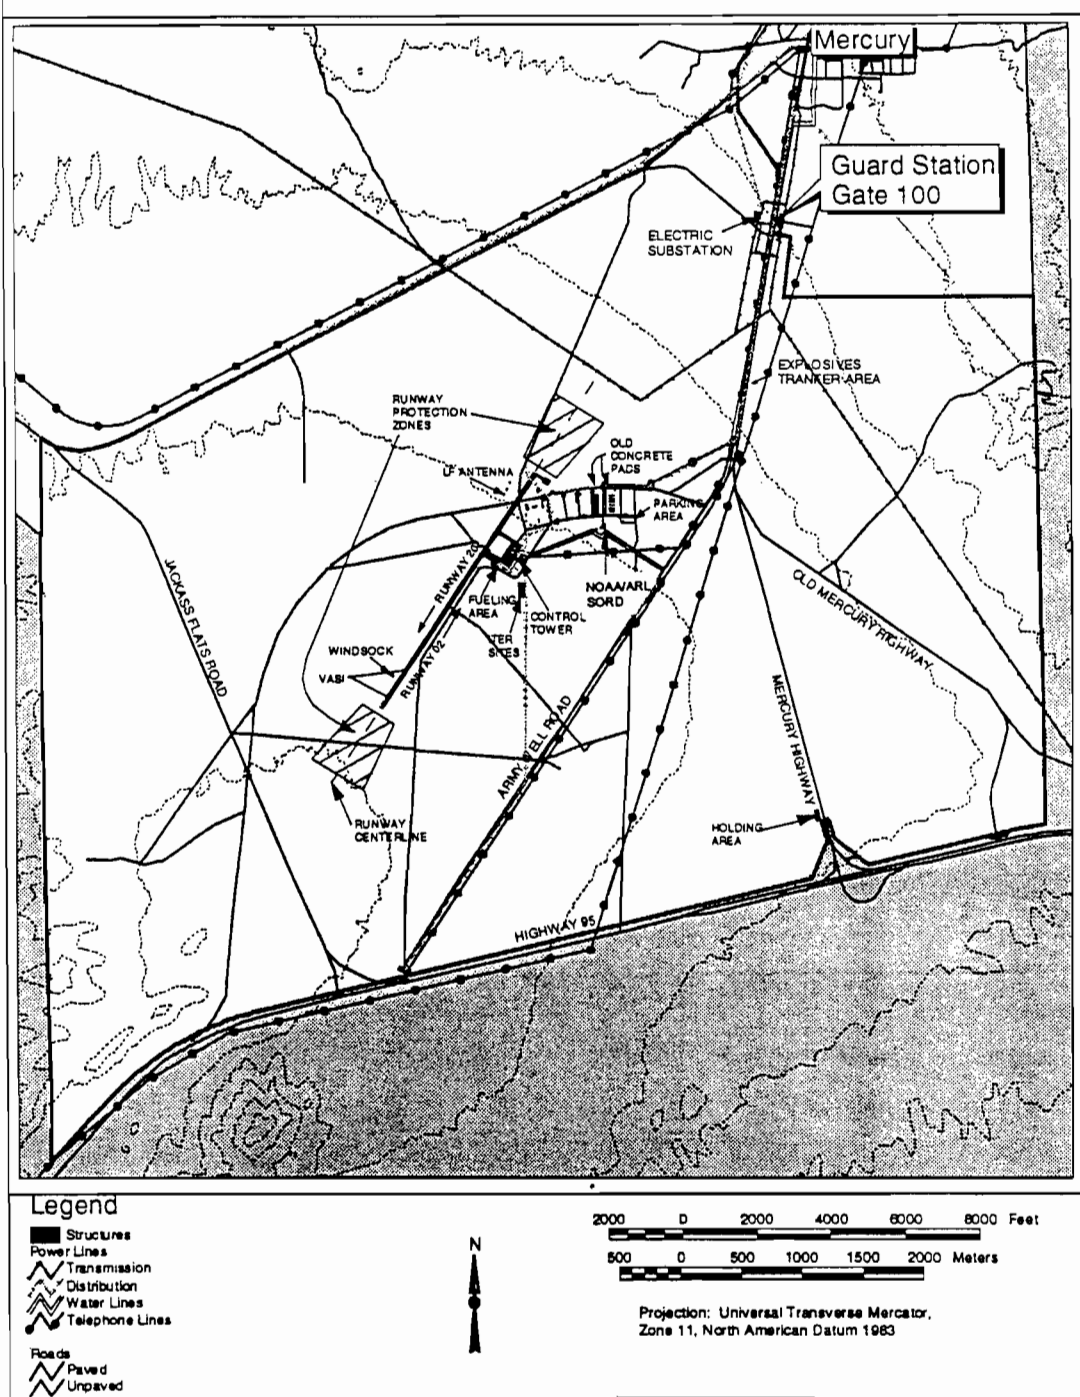 Mercury
Guard Station
Gate 100
ELECTRIC
SUBSTATION
EXPLOSIVES
TRANFER AREA
RUNWAY
PROTECTION
ZONES
OLD
CONCRETE
PADS
LF ANTENNA
PARKING
AREA
RUNWAY 20
JACKASS FLATS ROAD
FUELING
AREA
NOAA/ARL
SORD
CONTROL
TOWER
SITES
OLD MERCURY HIGHWAY
WINDSOCK
VASI
RUNWAY 02
MERCURY HIGHWAY
ARMY WELL ROAD
RUNWAY
CENTERLINE
HOLDING
AREA
HIGHWAY 95
Legend
Structures
Power Lines
Transmission
Distribution
Water Lines
Telephone Lines
Roads
Paved
Unpaved
N
2000 0 2000 4000 6000 8000 Feet
500 0 500 1000 1500 2000 Meters
Projection: Universal Transverse Mercator,
Zone 11, North American Datum 1983